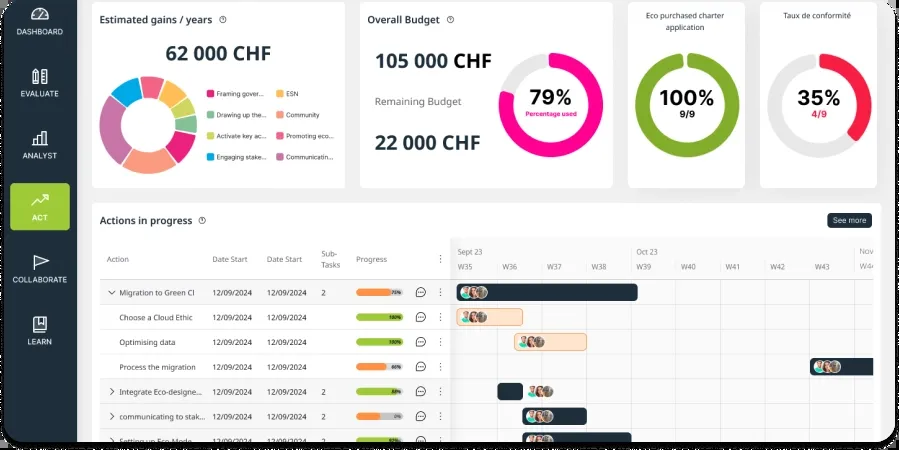 DASHBOARD
EVALUATE
ANALYST
ACT
COLLABORATE
LEARN
Estimated gains / years
62 000 CHF
Framing gover...
ESN
Drawing up the...
Community
Activate key ac...
Promoting eco...
Engaging stake...
Communicatin...
Overall Budget
105 000 CHF
Remaining Budget
22 000 CHF
79%
Percentage used
Eco purchased charter
application
100%
9/9
Taux de conformité
35%
4/9
Actions in progress
See more
Action Date Start Date Start Sub-Tasks Progress
Sept 23 Oct 23 Nov
W35 W36 W37 W38 W39 W40 W41 W42 W43 W44
Migration to Green CI 12/09/2024 12/09/2024 2 75%
Choose a Cloud Ethic 12/09/2024 12/09/2024 100%
Optimising data 12/09/2024 12/09/2024 100%
Process the migration 12/09/2024 12/09/2024 66%
Integrate Eco-designe... 12/09/2024 12/09/2024 2
communicating to stak... 12/09/2024 12/09/2024 2
Setting up Eco-Mode 12/09/2024 12/09/2024 2